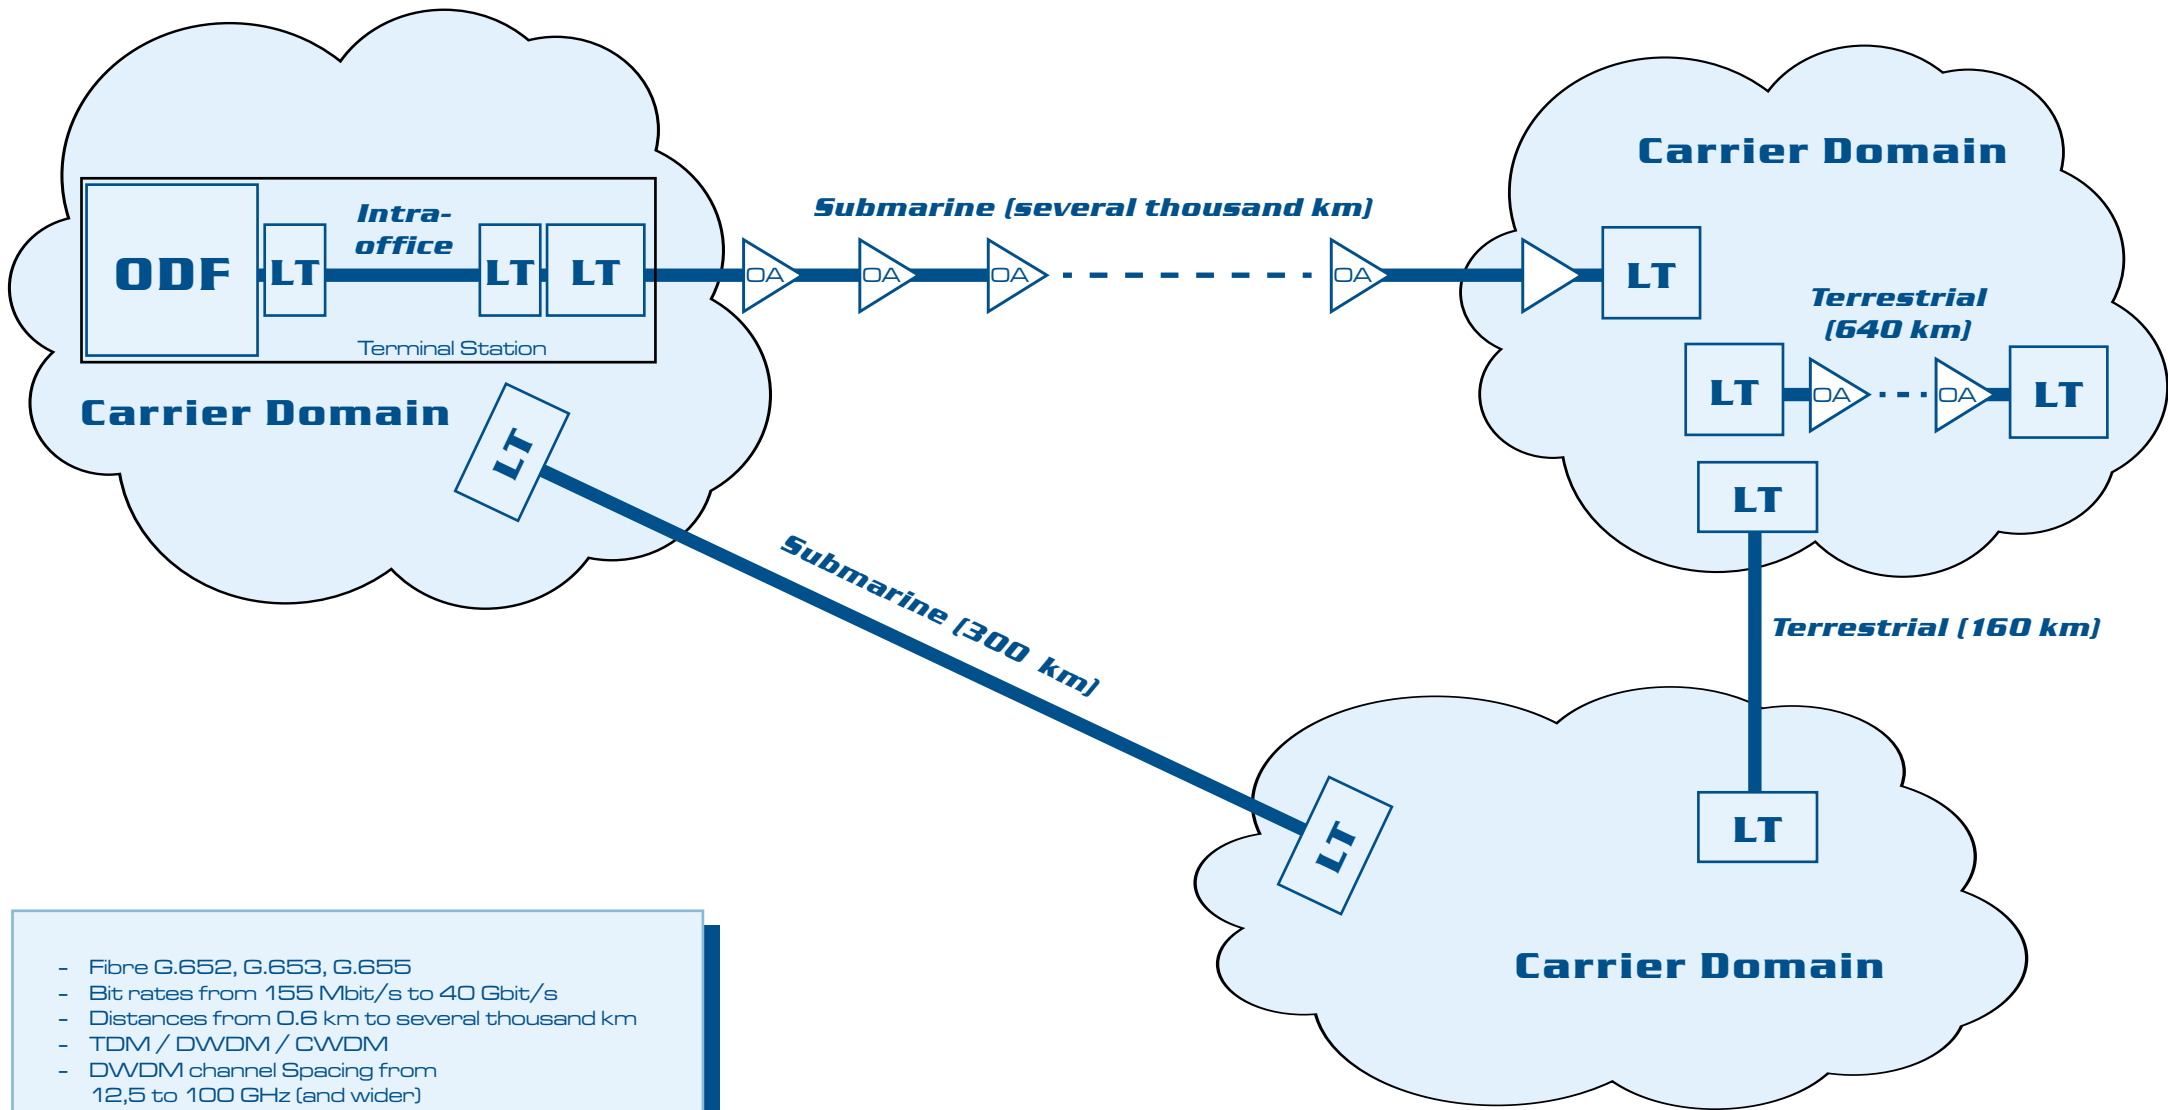 Carrier Domain
Submarine (several thousand km)
Intra-
office
ODF
LT
LT
LT
OA
OA
OA
OA
LT
Terminal Station
Terrestrial
(640 km)
LT
OA
OA
LT
Carrier Domain
LT
LT
Submarine (300 km)
Terrestrial (160 km)
LT
LT
Carrier Domain
- Fibre G.652, G.653, G.655
- Bit rates from 155 Mbit/s to 40 Gbit/s
- Distances from 0.6 km to several thousand km
- TDM / DWDM / CWDM
- DWDM channel Spacing from
12,5 to 100 GHz (and wider)